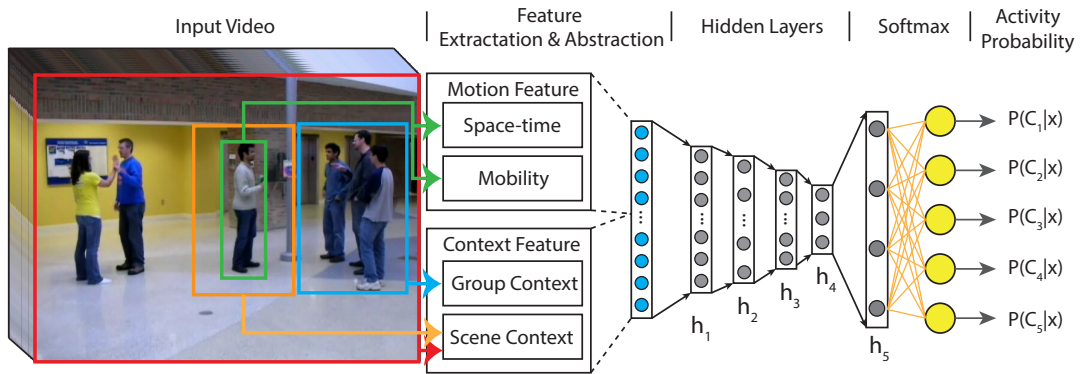 Input Video
Feature
Extractation & Abstraction
Hidden Layers
Softmax
Activity
Probability
Motion Feature
Space-time
Mobility
Context Feature
Group Context
Scene Context
...
...
...
h1
h2
h3
h4
h5
P(C1|x)
P(C2|x)
P(C3|x)
P(C4|x)
P(C5|x)